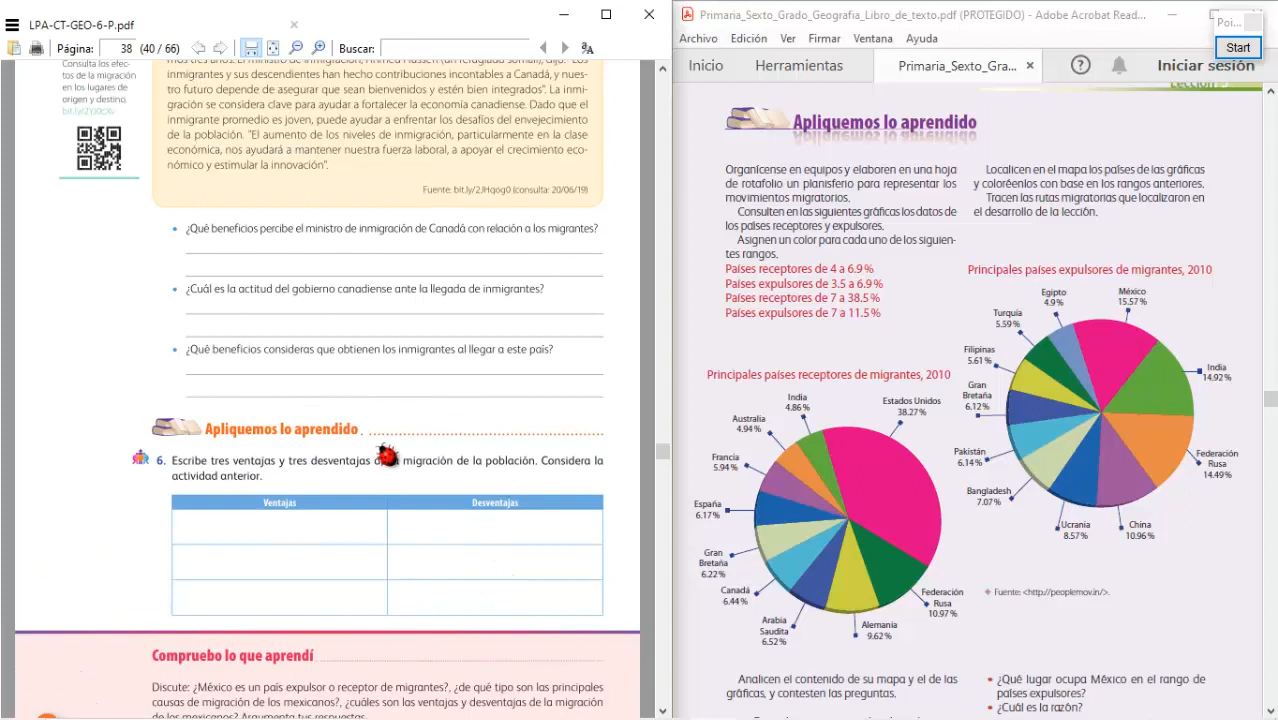 LPA-CT-GEO-6-P.pdf
Página: 38 (40 / 66) Buscar:
Consulta los efec-
tos de la migración
en los lugares de
origen y destino.
inmigrantes y sus descendientes han hecho contribuciones incontables a Canadá, y nues-
tro futuro depende de asegurar que sean bienvenidos y estén bien integrados". La inmi-
gración se considera clave para ayudar a fortalecer la economía canadiense. Dado que el
inmigrante promedio es joven, puede ayudar a enfrentar los desafíos del envejecimiento
de la población. "El aumento de los niveles de inmigración, particularmente en la clase
económica, nos ayudará a mantener nuestra fuerza laboral, a apoyar el crecimiento eco-
nómico y estimular la innovación".
Fuente: bit.ly/2JHqog0 (consulta: 20/06/19)
• ¿Qué beneficios percibe el ministro de inmigración de Canadá con relación a los migrantes?
• ¿Cuál es la actitud del gobierno canadiense ante la llegada de inmigrantes?
• ¿Qué beneficios consideras que obtienen los inmigrantes al llegar a este país?
Apliquemos lo aprendido
6. Escribe tres ventajas y tres desventajas migración de la población. Considera la
actividad anterior.
Ventajas Desventajas
Compruebo lo que aprendí
Discute: ¿México es un país expulsor o receptor de migrantes?, ¿de qué tipo son las principales
causas de migración de los mexicanos?, ¿cuáles son las ventajas y desventajas de la migración
de los mexicanos? Argumenta tus respuestas.
Primaria_Sexto_Grado_Geografia_Libro_de_texto.pdf (PROTEGIDO) - Adobe Acrobat Read...
Poi...
Start
Archivo Edición Ver Firmar Ventana Ayuda
Inicio Herramientas Primaria_Sexto_Gra... Iniciar sesión
Lección 3
Apliquemos lo aprendido
Organícense en equipos y elaboren en una hoja
de rotafolio un planisferio para representar los
movimientos migratorios.
Consulten en las siguientes gráficas los datos de
los países receptores y expulsores.
Asignen un color para cada uno de los siguien-
tes rangos.
Países receptores de 4 a 6.9 %
Países expulsores de 3.5 a 6.9 %
Países receptores de 7 a 38.5 %
Países expulsores de 7 a 11.5 %
Localicen en el mapa los países de las gráficas
y coloréenlos con base en los rangos anteriores.
Tracen las rutas migratorias que localizaron en
el desarrollo de la lección.
Principales países receptores de migrantes, 2010
India
4.86 %
Estados Unidos
38.27 %
Australia
4.94 %
Francia
5.94 %
España
6.17 %
Gran
Bretaña
6.22 %
Canadá
6.44 %
Arabia
Saudita
6.52 %
Alemania
9.62 %
Federación
Rusa
10.97 %
Principales países expulsores de migrantes, 2010
Egipto
4.9 %
México
15.57 %
Turquía
5.59 %
Filipinas
5.61 %
India
14.92 %
Gran
Bretaña
6.12 %
Pakistán
6.14 %
Federación
Rusa
14.49 %
Bangladesh
7.07 %
Ucrania
8.57 %
China
10.96 %
Fuente: <http://peoplemov.in/>.
Analicen el contenido de su mapa y el de las
gráficas, y contesten las preguntas.
• ¿Qué lugar ocupa México en el rango de
países expulsores?
• ¿Cuál es la razón?